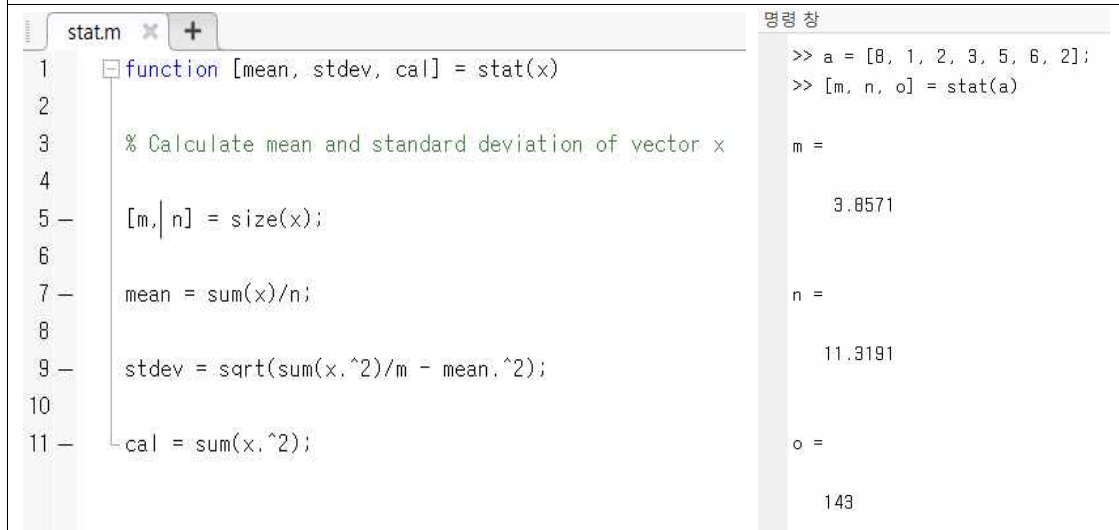 stat.m
1 function [mean, stdev, cal] = stat(x)
2
3 % Calculate mean and standard deviation of vector x
4
5 – [m, n] = size(x);
6
7 – mean = sum(x)/n;
8
9 – stdev = sqrt(sum(x.^2)/m - mean.^2);
10
11 – cal = sum(x.^2);
명령 창
>> a = [8, 1, 2, 3, 5, 6, 2];
>> [m, n, o] = stat(a)
m =
3.8571
n =
11.3191
o =
143